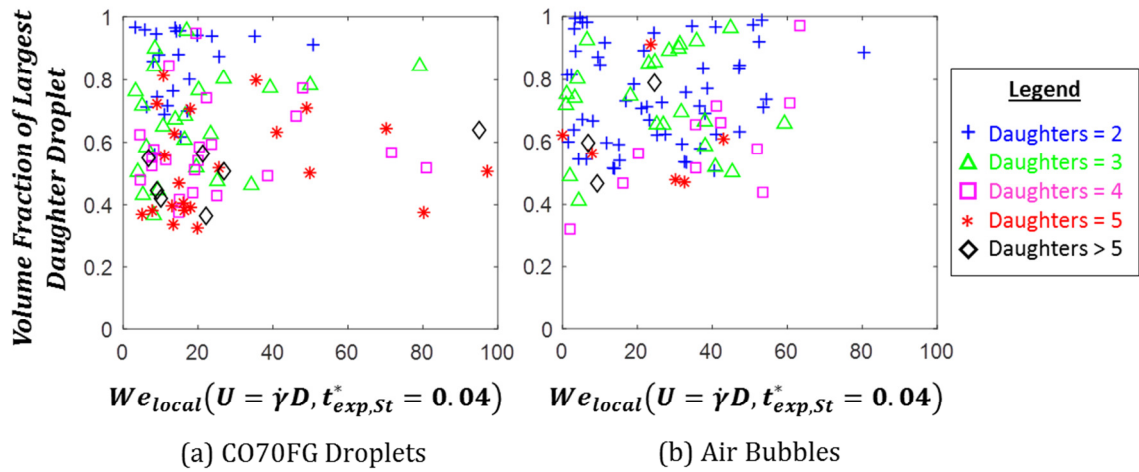 Volume Fraction of Largest
Daughter Droplet
1
0.8
0.6
0.4
0.2
0
0 20 40 60 80 100
We_local(U = γ̇D, t*_exp,St = 0.04)
(a) CO70FG Droplets
1
0.8
0.6
0.4
0.2
0
0 20 40 60 80 100
We_local(U = γ̇D, t*_exp,St = 0.04)
(b) Air Bubbles
Legend
Daughters = 2
Daughters = 3
Daughters = 4
Daughters = 5
Daughters > 5